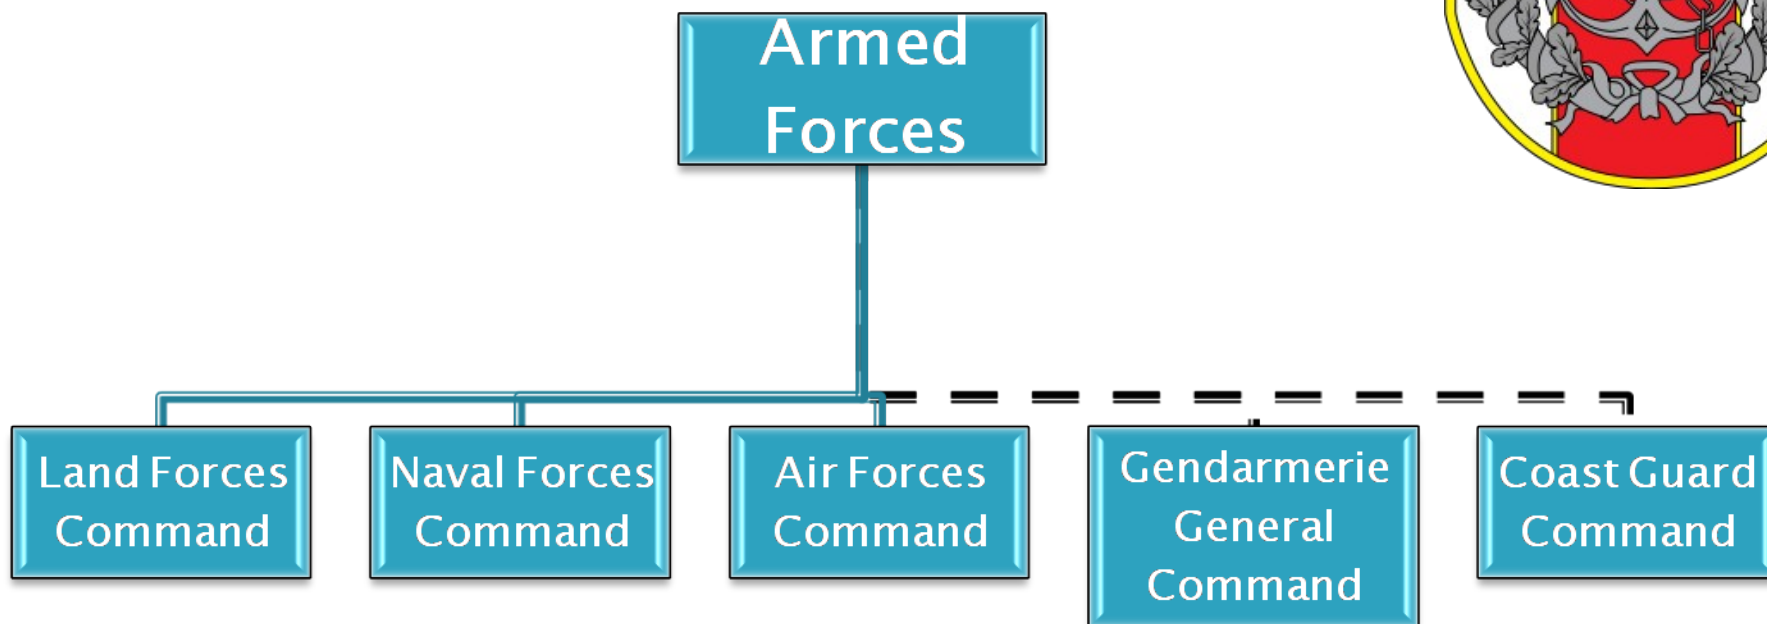 Armed
Forces
Land Forces
Command
Naval Forces
Command
Air Forces
Command
Gendarmerie
General
Command
Coast Guard
Command